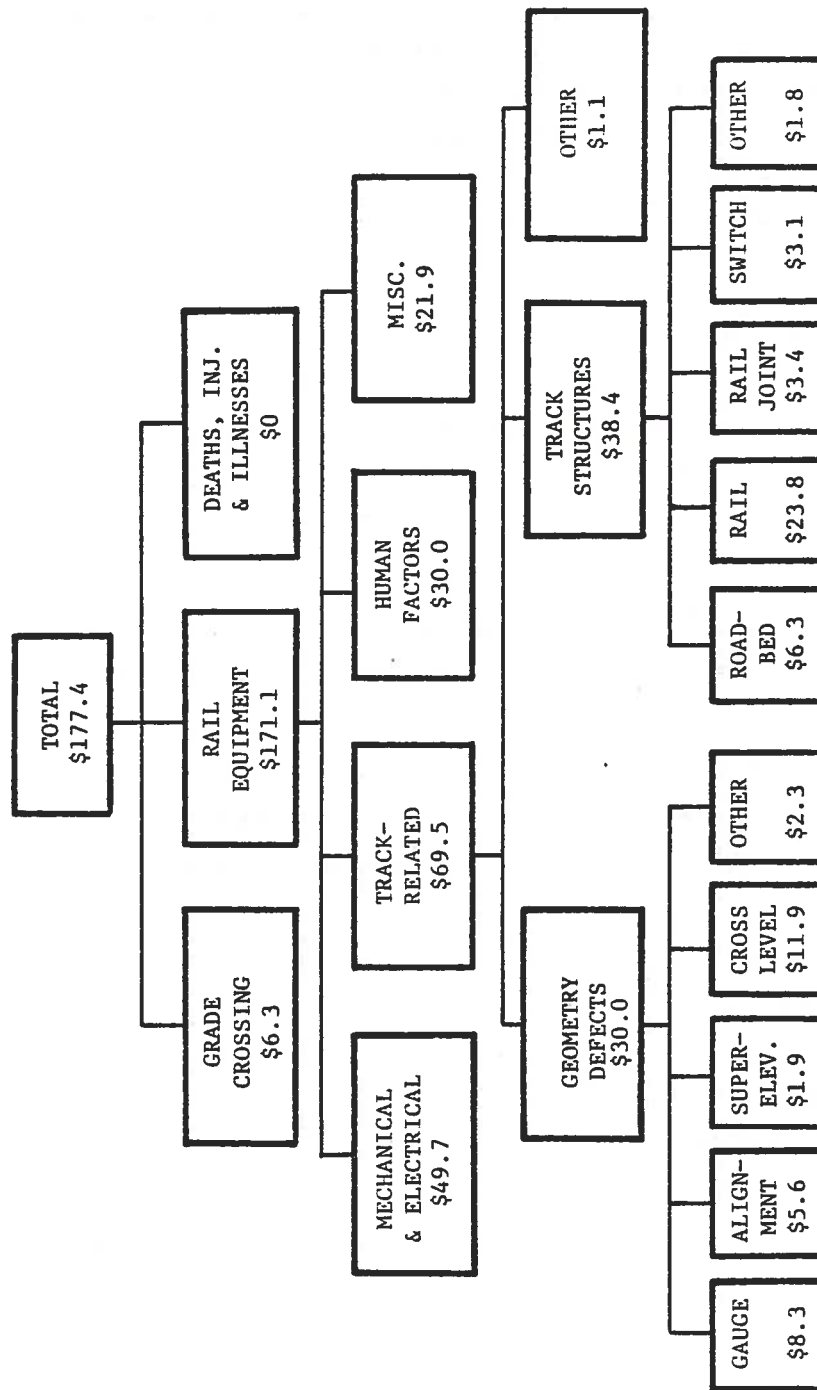 TOTAL
$177.4
GRADE
CROSSING
$6.3
RAIL
EQUIPMENT
$171.1
DEATHS, INJ.
& ILLNESSES
$0
MECHANICAL
& ELECTRICAL
$49.7
TRACK-
RELATED
$69.5
HUMAN
FACTORS
$30.0
MISC.
$21.9
GEOMETRY
DEFECTS
$30.0
TRACK
STRUCTURES
$38.4
OTHER
$1.1
GAUGE
$8.3
ALIGN-
MENT
$5.6
SUPER-
ELEV.
$1.9
CROSS
LEVEL
$11.9
OTHER
$2.3
ROAD-
BED
$6.3
RAIL
$23.8
RAIL
JOINT
$3.4
SWITCH
$3.1
OTHER
$1.8